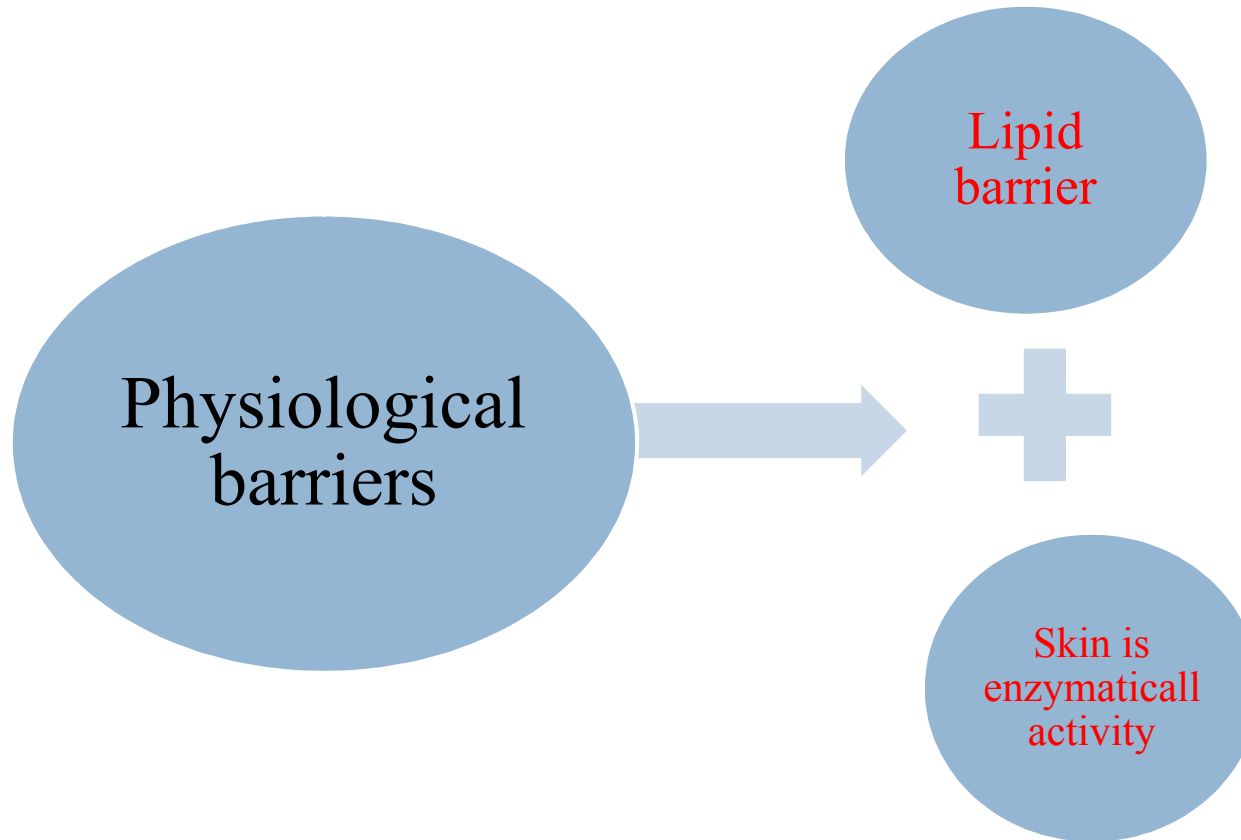 Physiological
barriers
Lipid
barrier
Skin is
enzymaticall
activity